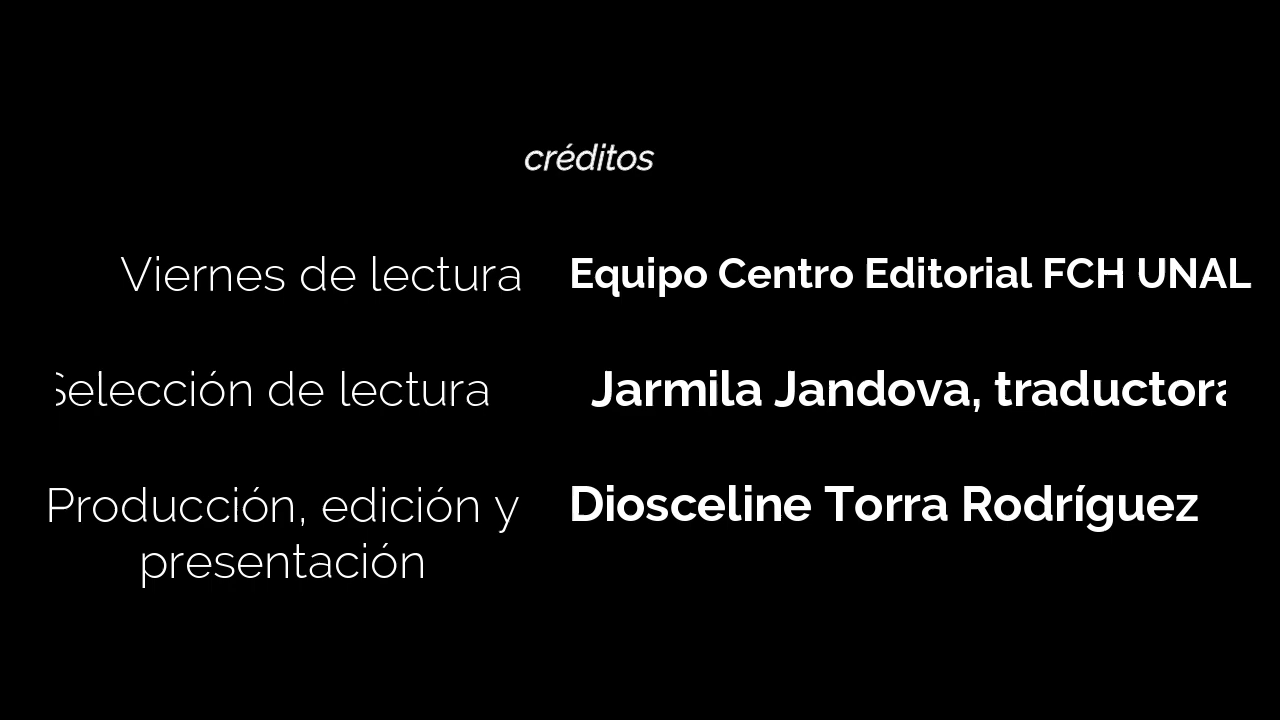 créditos
Viernes de lectura Equipo Centro Editorial FCH UNAL
Selección de lectura Jarmila Jandova, traductora
Producción, edición y Diosceline Torra Rodríguez
presentación